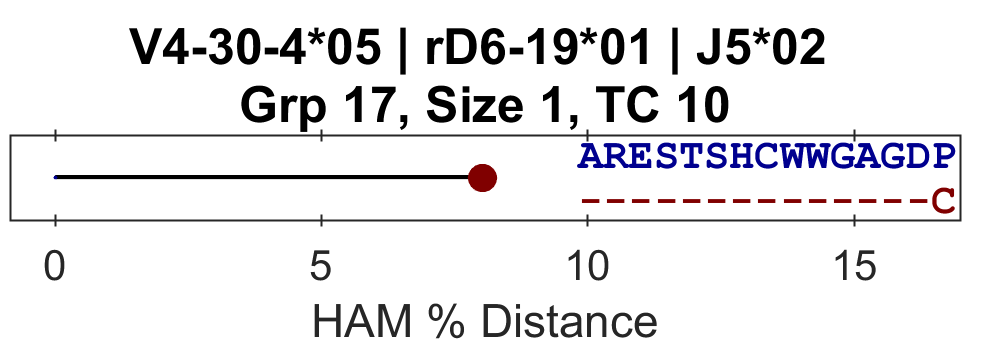 V4-30-4*05 | rD6-19*01 | J5*02
Grp 17, Size 1, TC 10
ARESTSHCWWGAGDP
--------------C
0 5 10 15
HAM % Distance